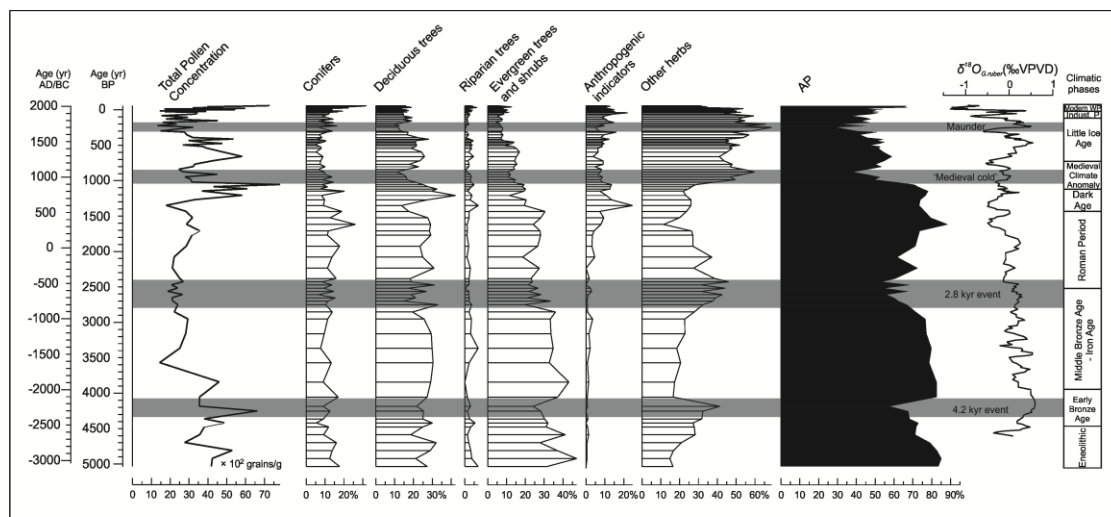 Age (yr)
AD/BC
Age (yr)
BP
Total Pollen
Concentration
Conifers
Deciduous trees
Riparian trees
Evergreen trees
and shrubs
Anthropogenic
indicators
Other herbs
AP
δ¹⁸O G.ruber (‰VPVD)
-1 0 1
Climatic
phases
2000
1500
1000
500
0
-500
-1000
-1500
-2000
-2500
-3000
0
500
1000
1500
2000
2500
3000
3500
4000
4500
5000
Maunder
'Medieval cold'
2.8 kyr event
4.2 kyr event
Modern WP
Indust. P.
Little Ice
Age
Medieval
Climate
Anomaly
Dark
Age
Roman Period
Middle Bronze Age
- Iron Age
Early
Bronze
Age
Eneolithic
× 10² grains/g
0 10 20 30 40 50 60 70
0 10 20%
0 10 20 30%
0
0 10 20 30 40%
0 10 20%
0 10 20 30 40 50 60%
0 10 20 30 40 50 60 70 80 90%